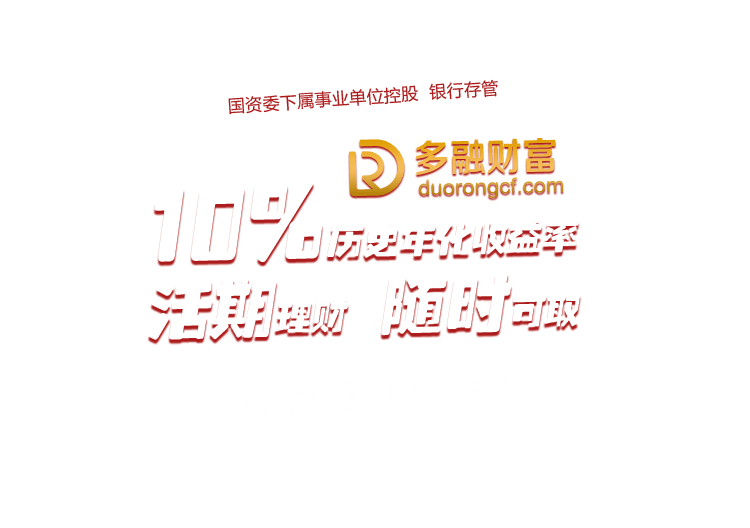 国资委下属事业单位控股 银行存管
多融财富
duorongcf.com
10%历史年化收益率
活期理财 随时可取